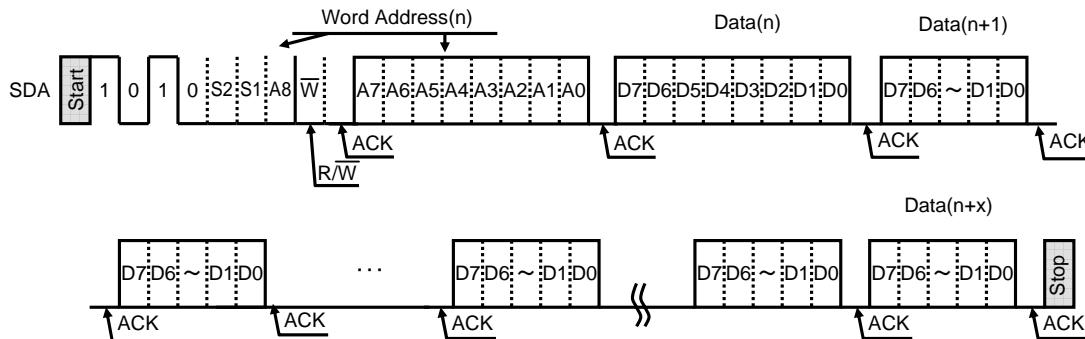 Word Address(n)
Data(n)
Data(n+1)
SDA
Start 1 0 1 0 S2 S1 A8 W̅ A7 A6 A5 A4 A3 A2 A1 A0 D7 D6 D5 D4 D3 D2 D1 D0 D7 D6 ~ D1 D0
ACK ACK ACK ACK
R/W̅
Data(n+x)
D7 D6 ~ D1 D0 ... D7 D6 ~ D1 D0 D7 D6 ~ D1 D0 D7 D6 ~ D1 D0 Stop
ACK ACK ACK ACK ACK